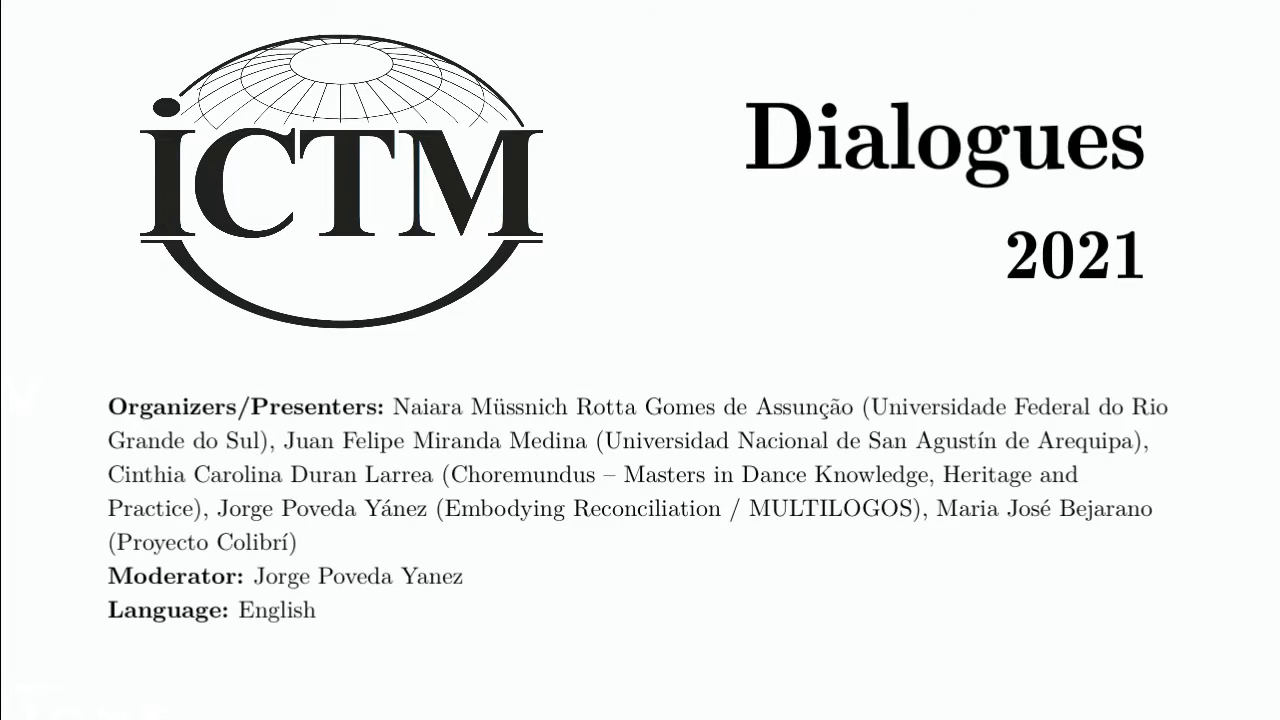 iCTM
Dialogues
2021
Organizers/Presenters: Naiara Müssnich Rotta Gomes de Assunção (Universidade Federal do Rio
Grande do Sul), Juan Felipe Miranda Medina (Universidad Nacional de San Agustín de Arequipa),
Cinthia Carolina Duran Larrea (Choremundus – Masters in Dance Knowledge, Heritage and
Practice), Jorge Poveda Yánez (Embodying Reconciliation / MULTILOGOS), Maria José Bejarano
(Proyecto Colibrí)
Moderator: Jorge Poveda Yanez
Language: English